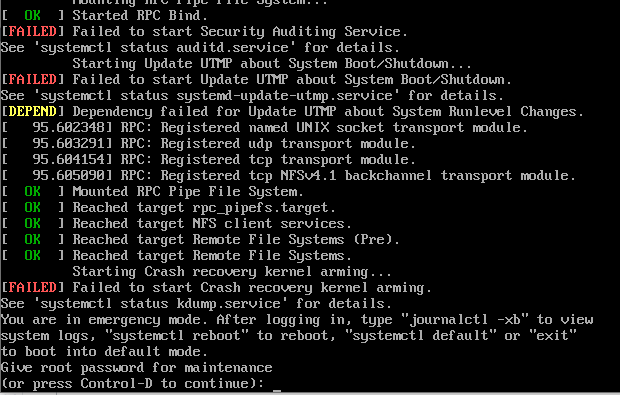 Mounting RPC Pipe File System...
[  OK  ] Started RPC Bind.
[FAILED] Failed to start Security Auditing Service.
See 'systemctl status auditd.service' for details.
         Starting Update UTMP about System Boot/Shutdown...
[FAILED] Failed to start Update UTMP about System Boot/Shutdown.
See 'systemctl status systemd-update-utmp.service' for details.
[DEPEND] Dependency failed for Update UTMP about System Runlevel Changes.
[   95.602348] RPC: Registered named UNIX socket transport module.
[   95.603291] RPC: Registered udp transport module.
[   95.604154] RPC: Registered tcp transport module.
[   95.605090] RPC: Registered tcp NFSv4.1 backchannel transport module.
[  OK  ] Mounted RPC Pipe File System.
[  OK  ] Reached target rpc_pipefs.target.
[  OK  ] Reached target NFS client services.
[  OK  ] Reached target Remote File Systems (Pre).
[  OK  ] Reached target Remote File Systems.
         Starting Crash recovery kernel arming...
[FAILED] Failed to start Crash recovery kernel arming.
See 'systemctl status kdump.service' for details.
You are in emergency mode. After logging in, type "journalctl -xb" to view
system logs, "systemctl reboot" to reboot, "systemctl default" or "exit"
to boot into default mode.
Give root password for maintenance
(or press Control-D to continue): _